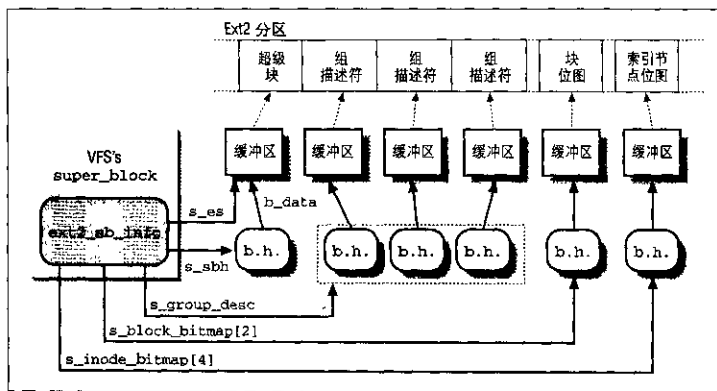 Ext2 分区
超级
块
组
描述符
组
描述符
组
描述符
块
位图
索引节
点位图
缓冲区
缓冲区
缓冲区
缓冲区
缓冲区
缓冲区
VFS's
super_block
s_es
b_data
ext2_sb_info
s_sbh
b.h.
b.h.
b.h.
b.h.
b.h.
b.h.
s_group_desc
s_block_bitmap[2]
s_inode_bitmap[4]